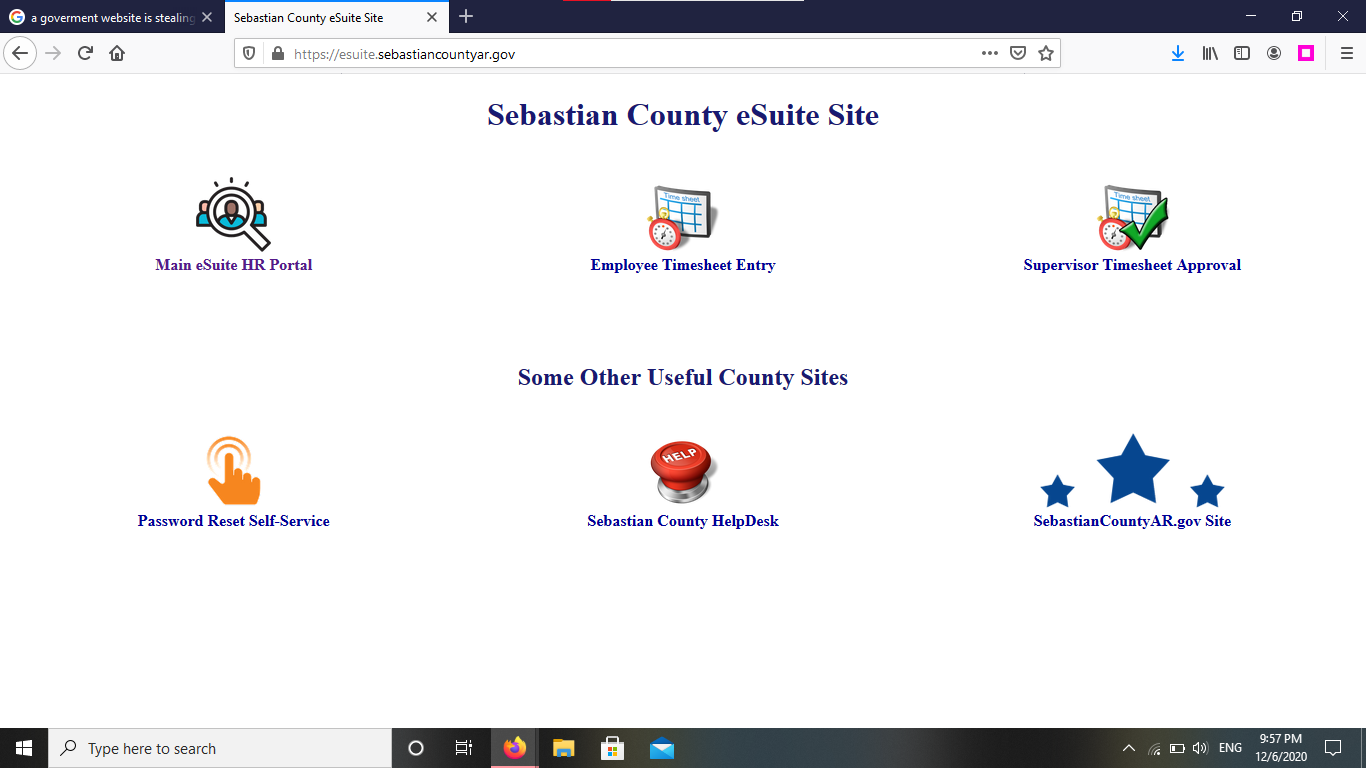 a goverment website is stealing
Sebastian County eSuite Site
https://esuite.sebastiancountyar.gov
Sebastian County eSuite Site
Time sheet
Time sheet
Main eSuite HR Portal
Employee Timesheet Entry
Supervisor Timesheet Approval
Some Other Useful County Sites
HELP
Password Reset Self-Service
Sebastian County HelpDesk
SebastianCountyAR.gov Site
Type here to search
ENG
9:57 PM
12/6/2020